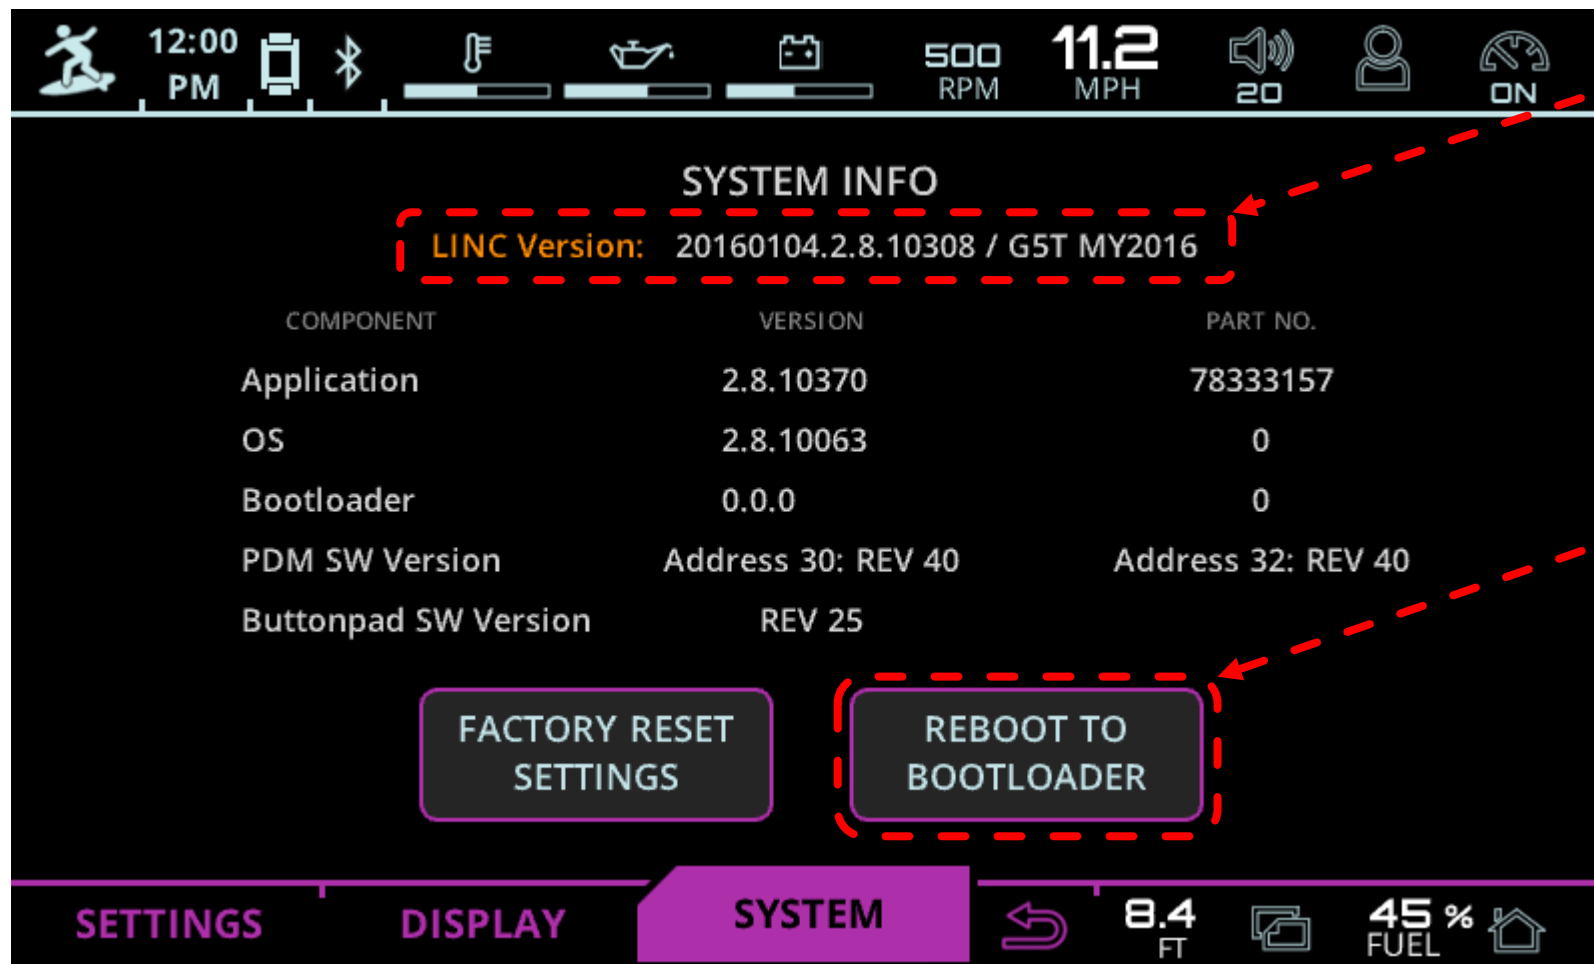 12:00
PM
500
RPM
11.2
MPH
20
ON
SYSTEM INFO
LINC Version: 20160104.2.8.10308 / G5T MY2016
COMPONENT VERSION PART NO.
Application 2.8.10370 78333157
OS 2.8.10063 0
Bootloader 0.0.0 0
PDM SW Version Address 30: REV 40 Address 32: REV 40
Buttonpad SW Version REV 25
FACTORY RESET
SETTINGS
REBOOT TO
BOOTLOADER
SETTINGS DISPLAY SYSTEM
8.4
FT
45 %
FUEL